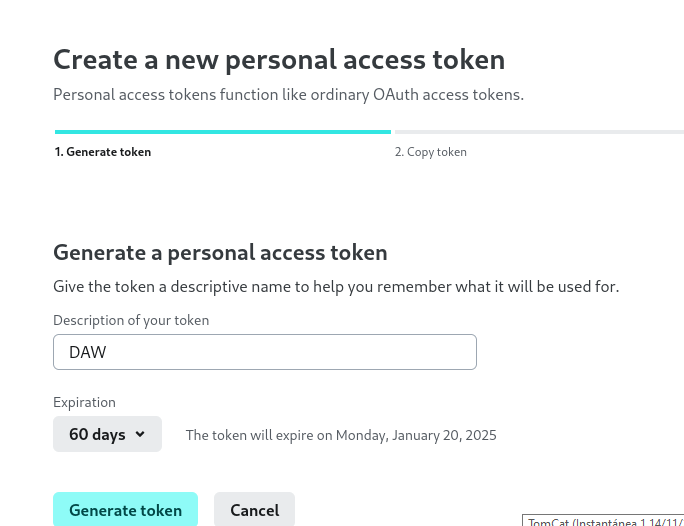 Create a new personal access token
Personal access tokens function like ordinary OAuth access tokens.
1. Generate token
2. Copy token
Generate a personal access token
Give the token a descriptive name to help you remember what it will be used for.
Description of your token
DAW
Expiration
60 days
The token will expire on Monday, January 20, 2025
Generate token
Cancel
TomCat (Instantánea 1 14/11/